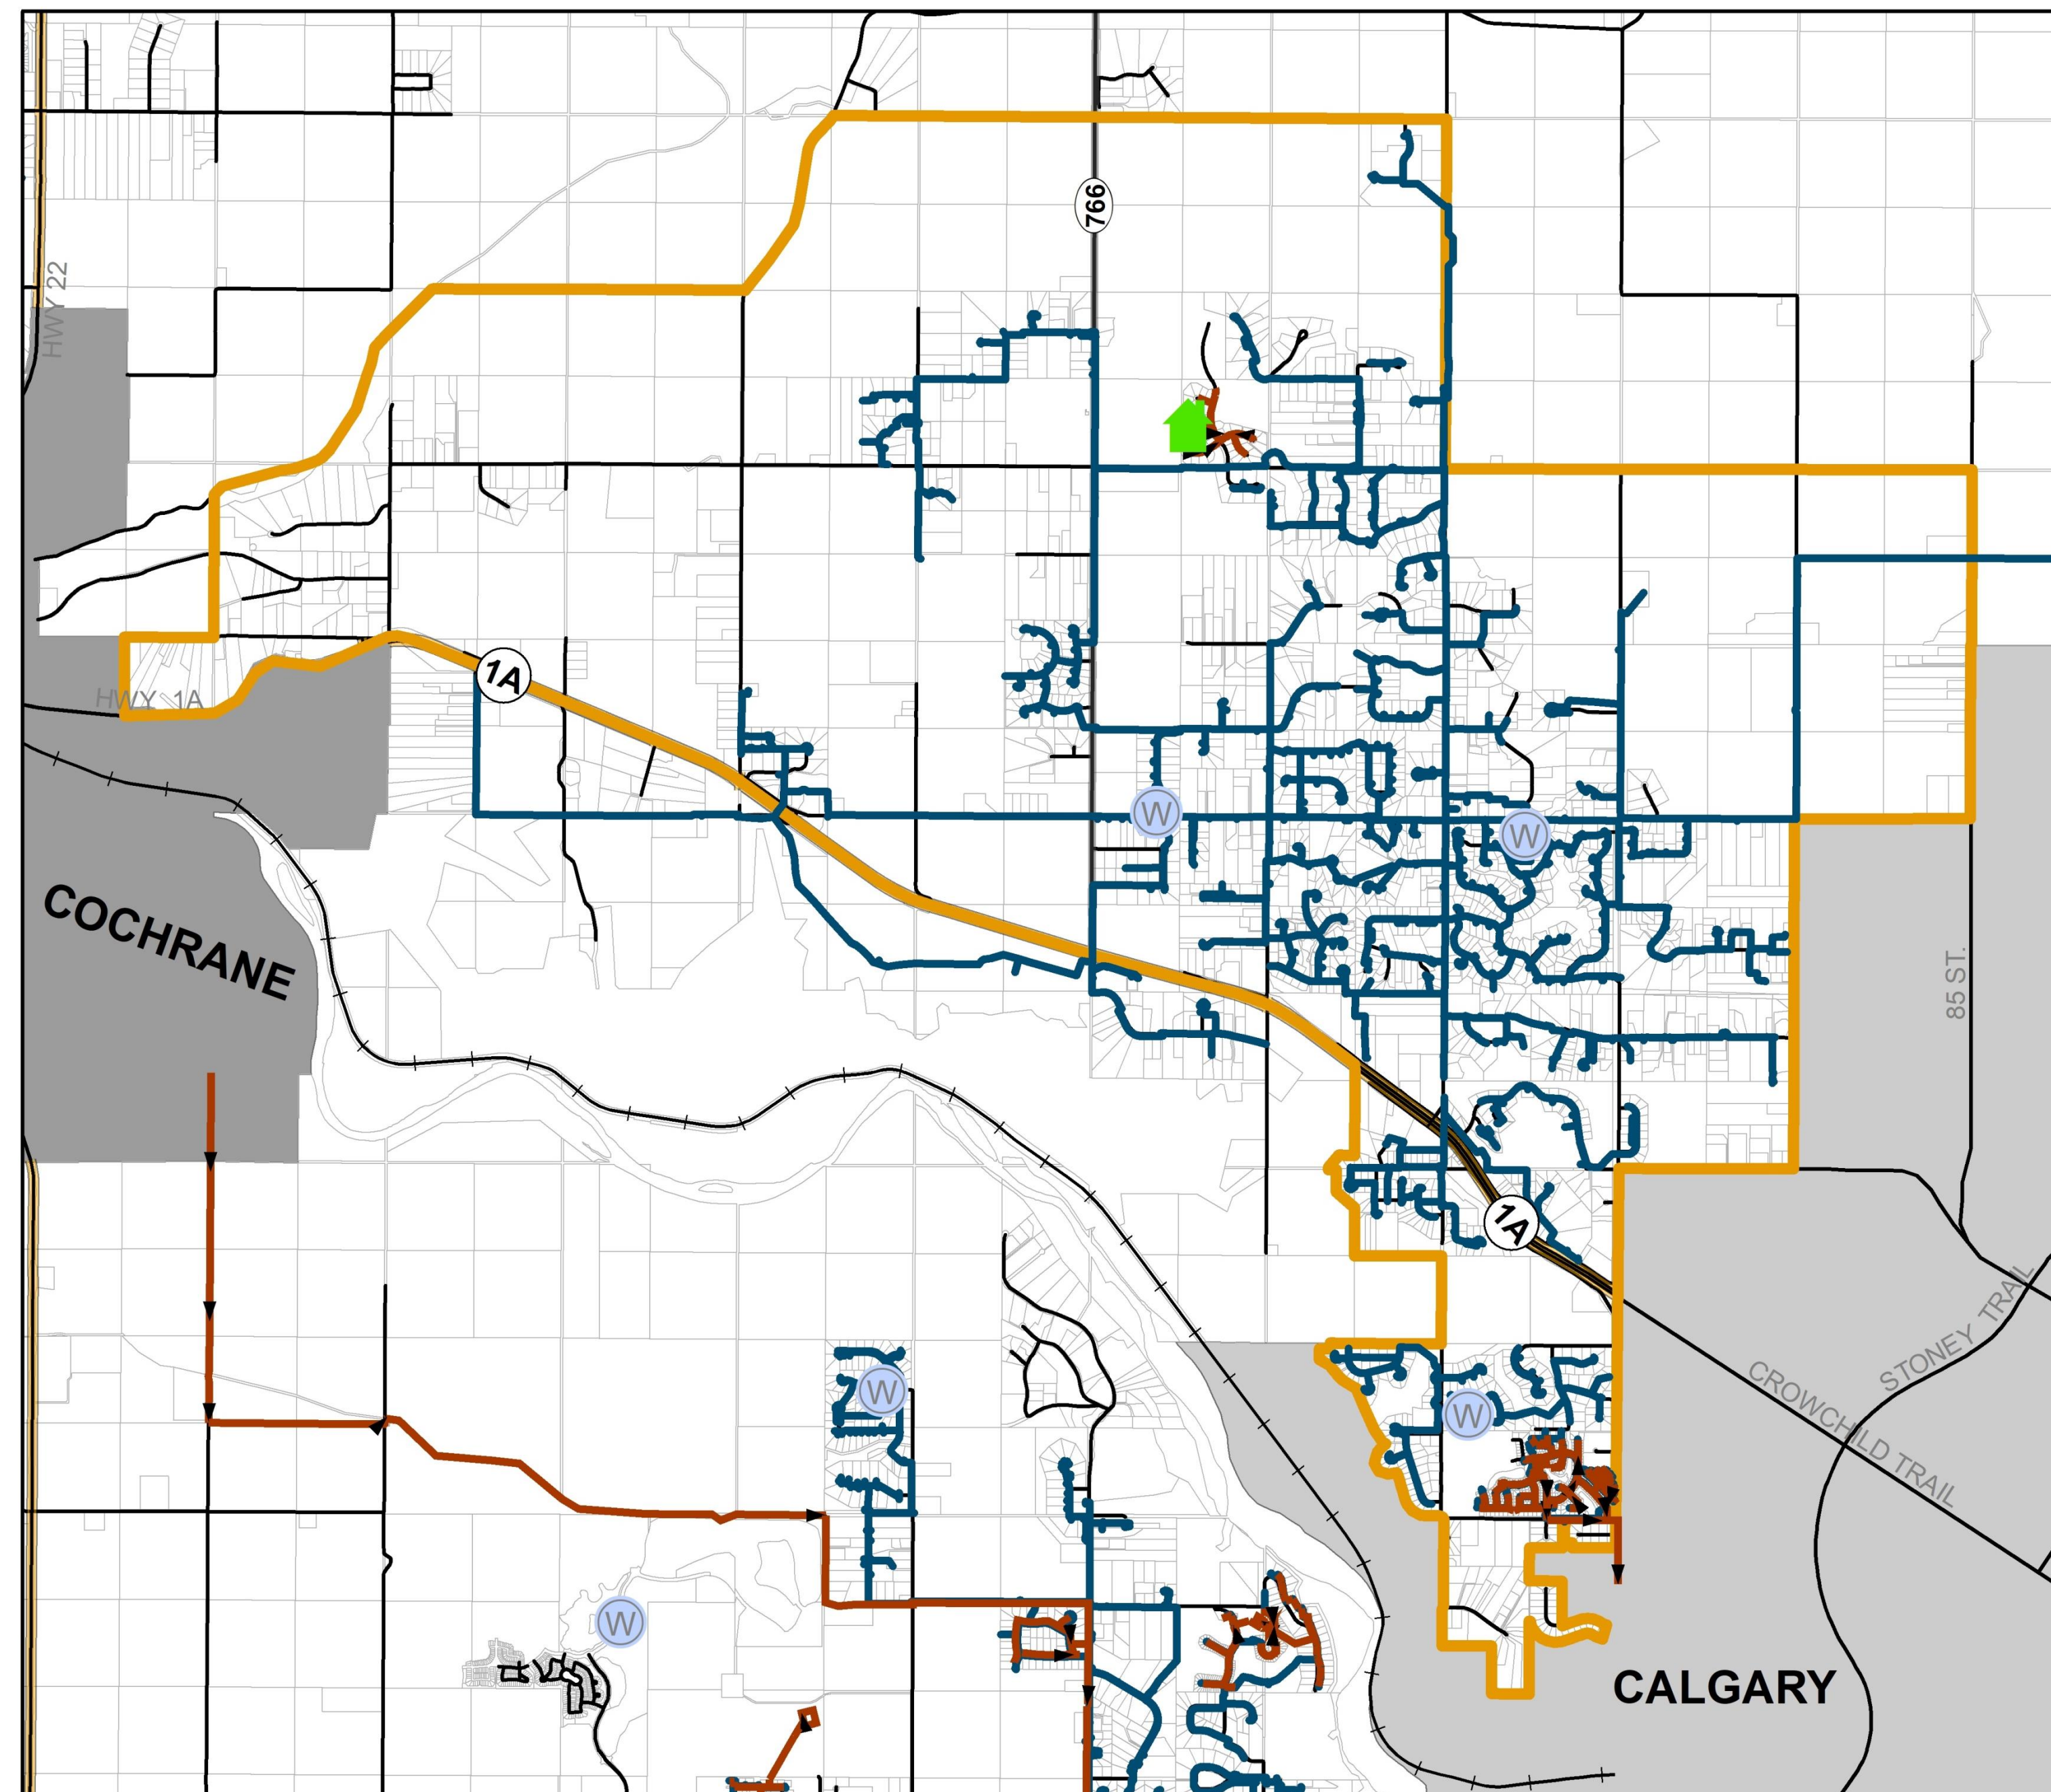 766
HWY 22
1A
HWY 1A
W
W
COCHRANE
85 ST.
1A
STONEY TRAIL
CROWCHILD TRAIL
W
W
W
CALGARY